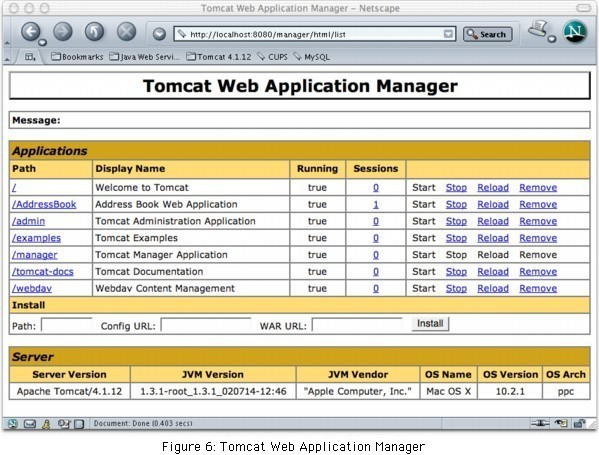 Tomcat Web Application Manager - Netscape
http://localhost:8080/manager/html/list
Search
N
Bookmarks Java Web Servi... Tomcat 4.1.12 CUPS MySQL
Tomcat Web Application Manager
Message:
Applications
Path Display Name Running Sessions
/ Welcome to Tomcat true 0 Start Stop Reload Remove
/AddressBook Address Book Web Application true 1 Start Stop Reload Remove
/admin Tomcat Administration Application true 0 Start Stop Reload Remove
/examples Tomcat Examples true 0 Start Stop Reload Remove
/manager Tomcat Manager Application true 0 Start Stop Reload Remove
/tomcat-docs Tomcat Documentation true 0 Start Stop Reload Remove
/webdav Webdav Content Management true 0 Start Stop Reload Remove
Install
Path: Config URL: WAR URL: Install
Server
Server Version JVM Version JVM Vendor OS Name OS Version OS Arch
Apache Tomcat/4.1.12 1.3.1-root_1.3.1_020714-12:46 "Apple Computer, Inc." Mac OS X 10.2.1 ppc
Document: Done (0.403 secs)
Figure 6: Tomcat Web Application Manager